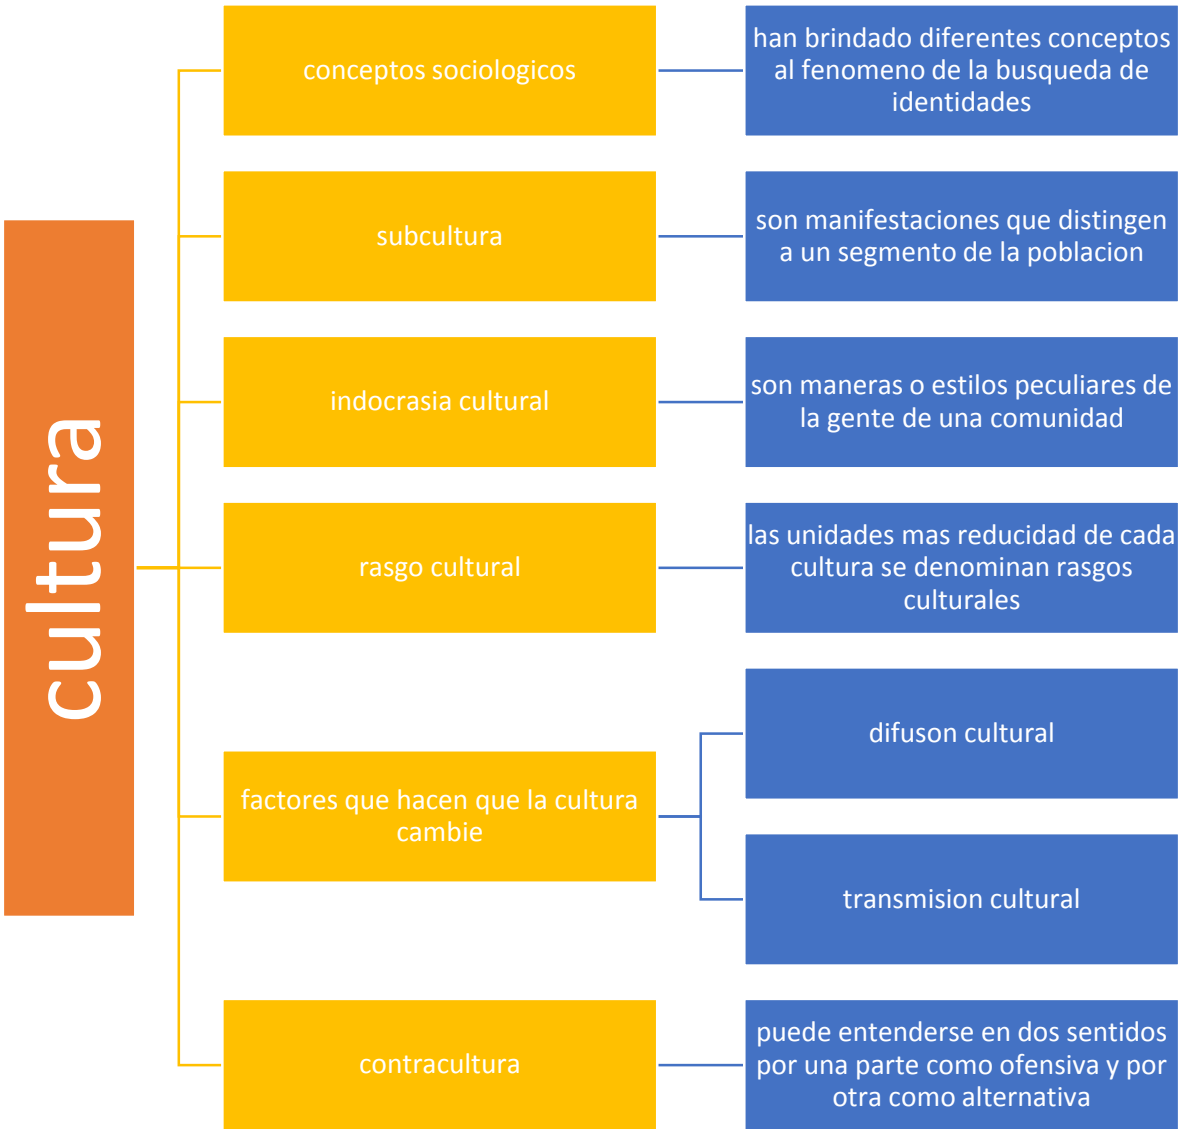 cultura
conceptos sociologicos
han brindado diferentes conceptos
al fenomeno de la busqueda de
identidades
subcultura
son manifestaciones que distingen
a un segmento de la poblacion
indocrasia cultural
son maneras o estilos peculiares de
la gente de una comunidad
rasgo cultural
las unidades mas reducidad de cada
cultura se denominan rasgos
culturales
factores que hacen que la cultura
cambie
difuson cultural
transmision cultural
contracultura
puede entenderse en dos sentidos
por una parte como ofensiva y por
otra como alternativa